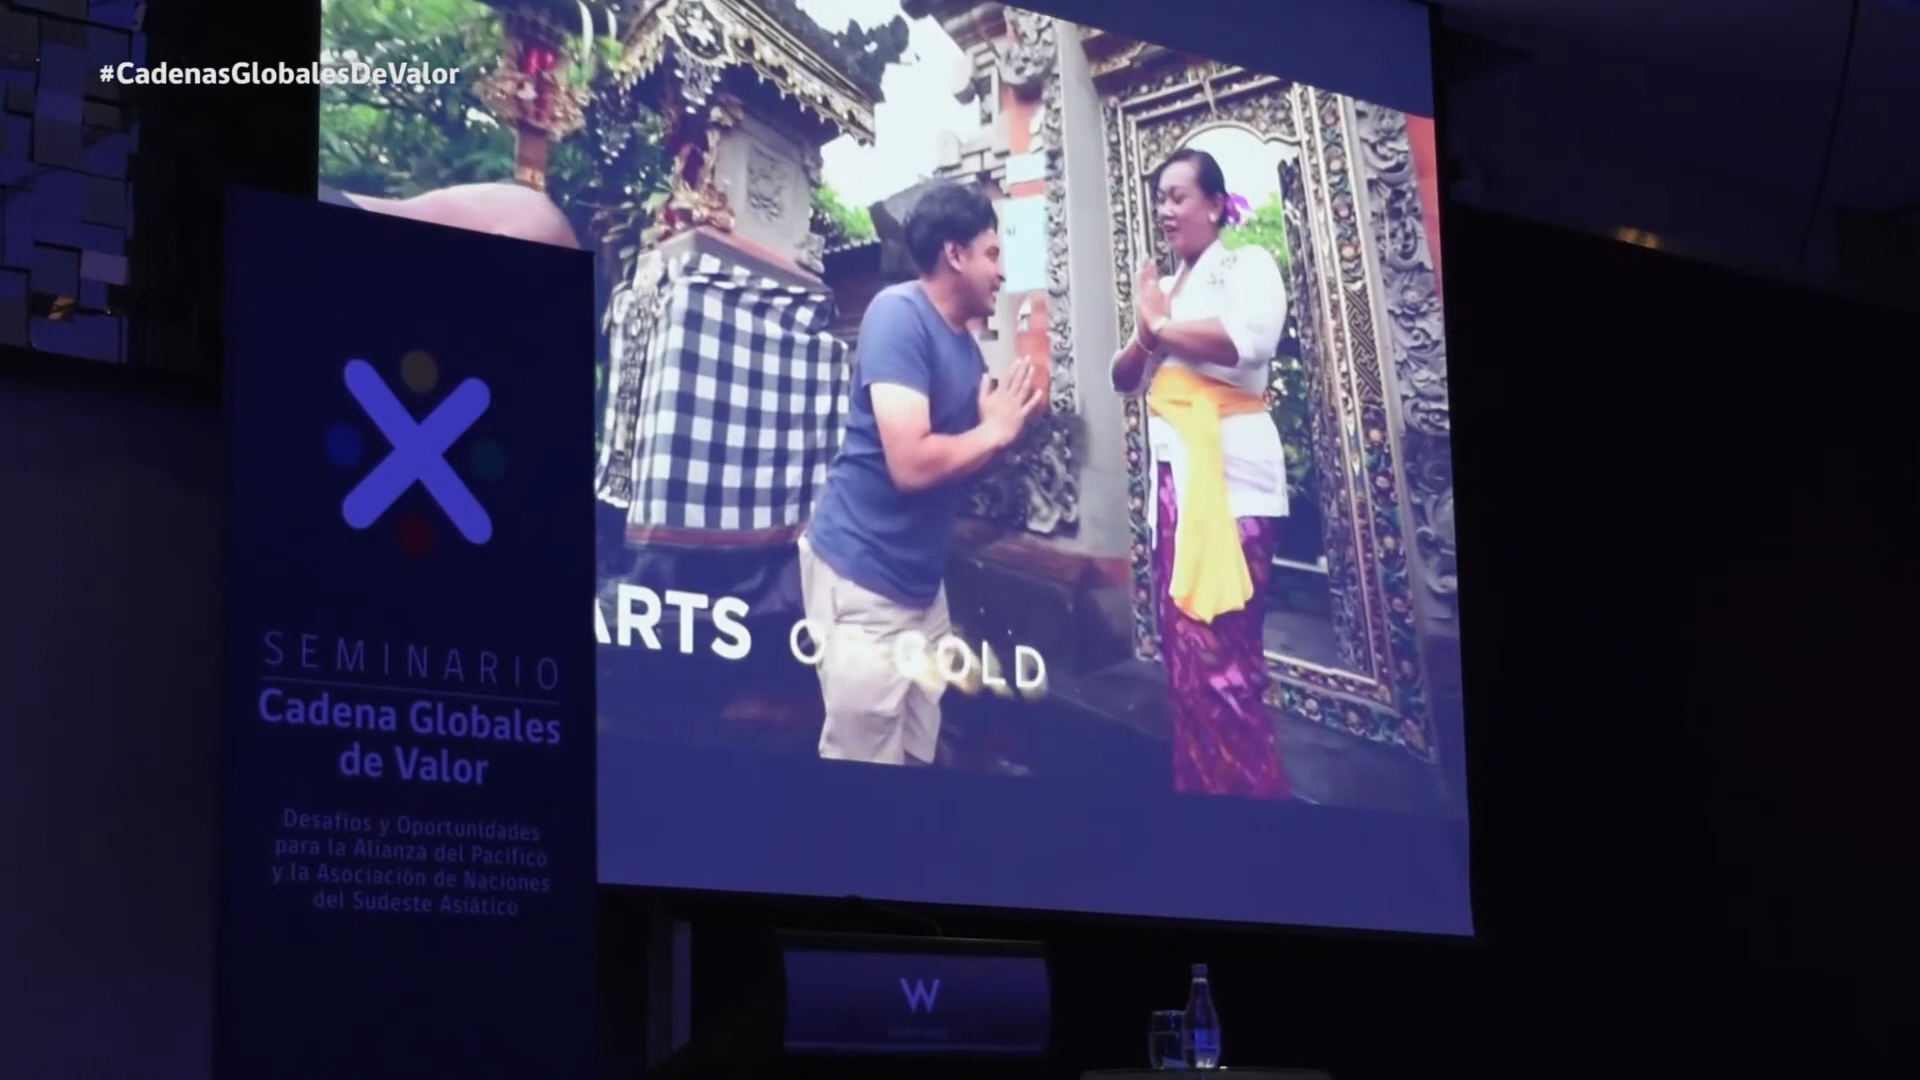 #CadenasGlobalesDeValor
ARTS OF GOLD
SEMINARIO
Cadena Globales
de Valor
Desafíos y Oportunidades
para la Alianza del Pacífico
y la Asociación de Naciones
del Sudeste Asiático
W